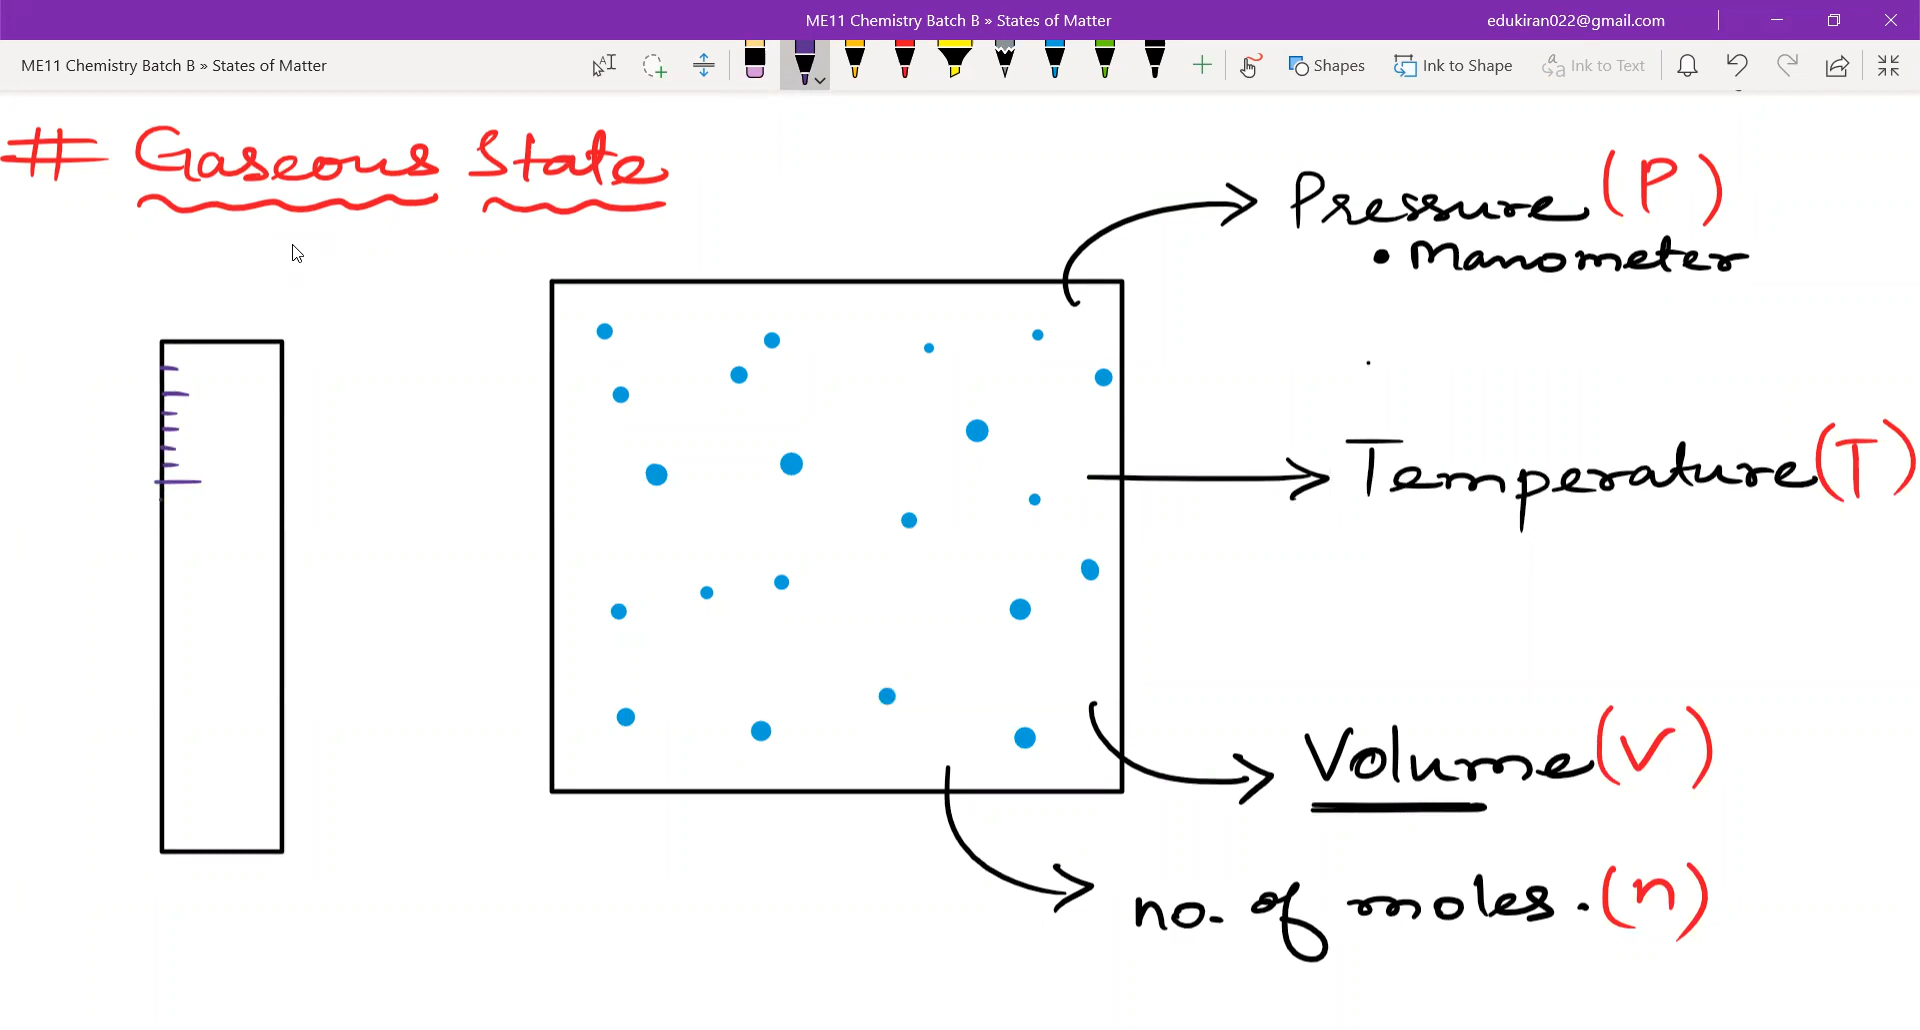 ME11 Chemistry Batch B » States of Matter
edukiran022@gmail.com
ME11 Chemistry Batch B » States of Matter
Shapes
Ink to Shape
Ink to Text
# Gaseous State
Pressure (P)
• Manometer
Temperature (T)
Volume (V)
no. of moles. (n)